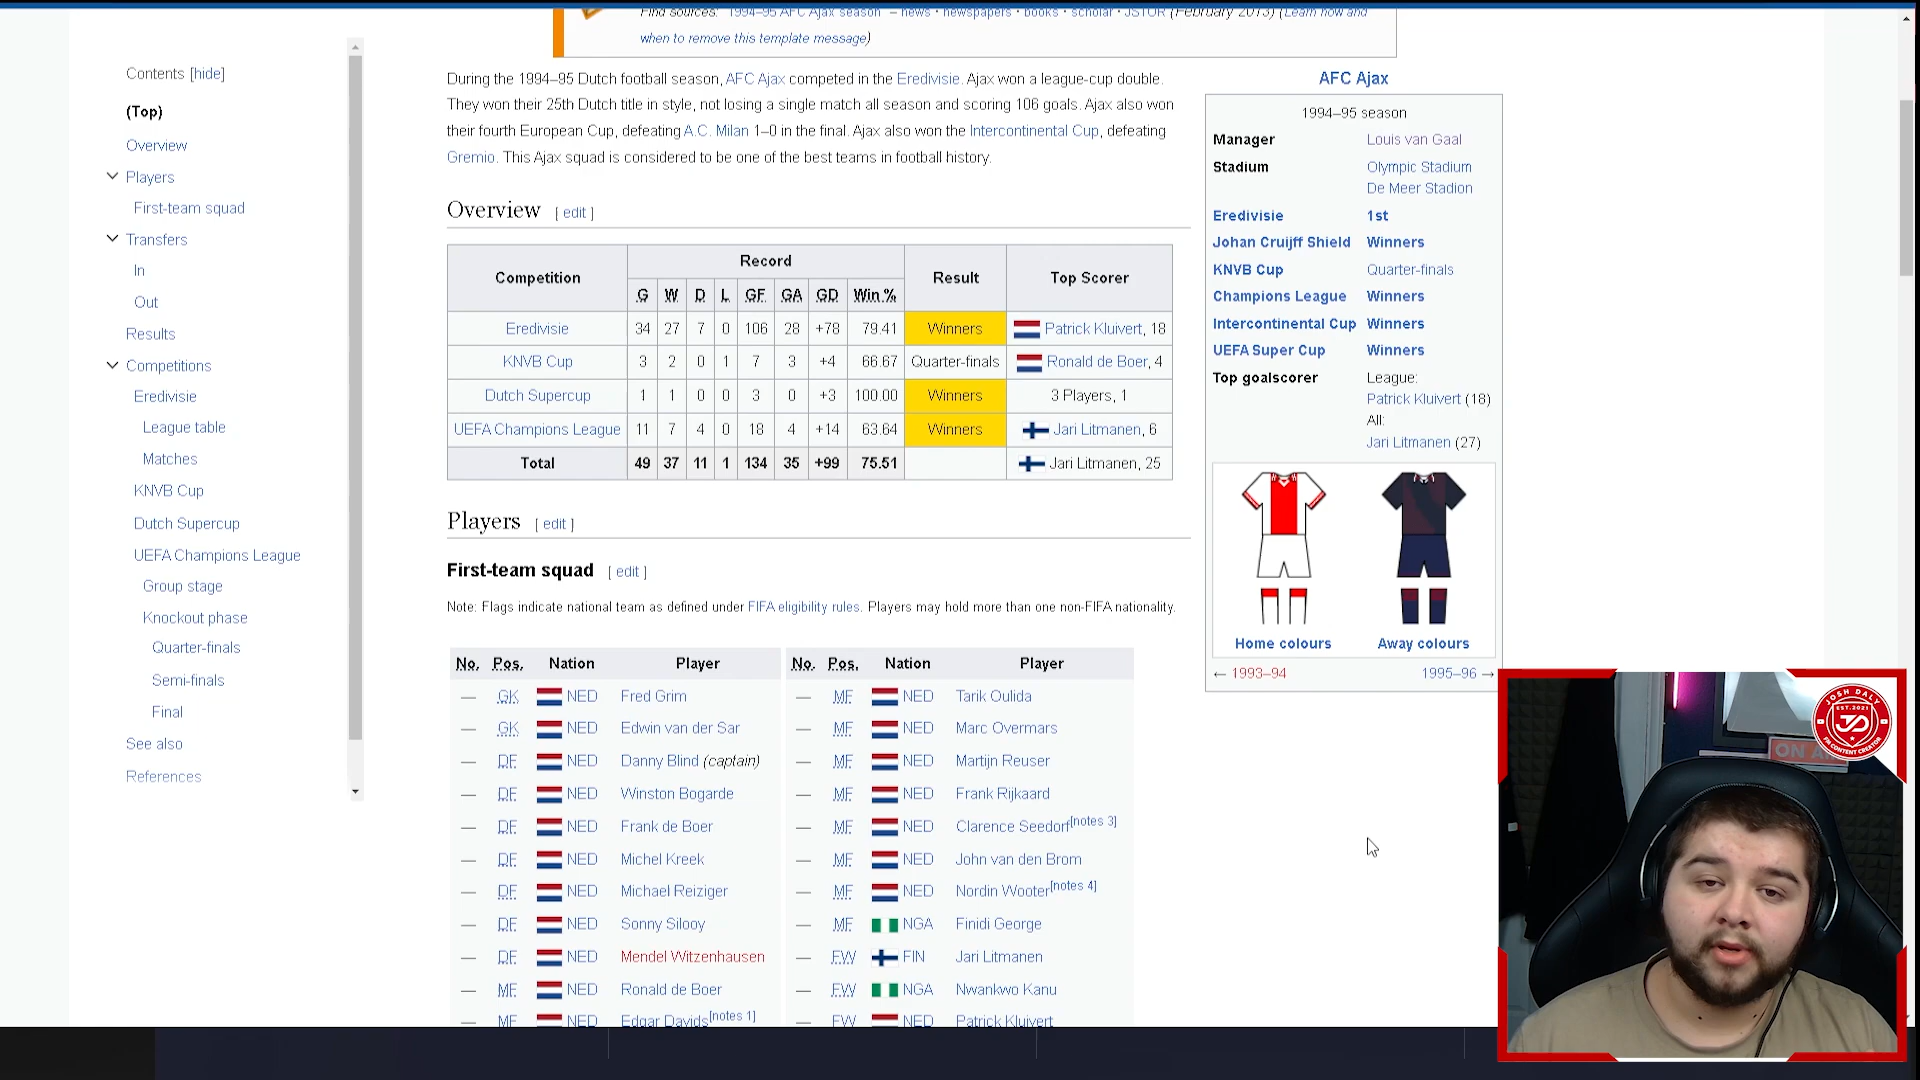 Find sources: "1994–95 AFC Ajax season" – news · newspapers · books · scholar · JSTOR (February 2013) (Learn how and
when to remove this template message)
Contents [hide]
(Top)
Overview
Players
First-team squad
Transfers
In
Out
Results
Competitions
Eredivisie
League table
Matches
KNVB Cup
Dutch Supercup
UEFA Champions League
Group stage
Knockout phase
Quarter-finals
Semi-finals
Final
See also
References
During the 1994–95 Dutch football season, AFC Ajax competed in the Eredivisie. Ajax won a league-cup double.
They won their 25th Dutch title in style, not losing a single match all season and scoring 106 goals. Ajax also won
their fourth European Cup, defeating A.C. Milan 1–0 in the final. Ajax also won the Intercontinental Cup, defeating
Gremio. This Ajax squad is considered to be one of the best teams in football history.
Overview [ edit ]
Competition Record Result Top Scorer
G W D L GF GA GD Win %
Eredivisie 34 27 7 0 106 28 +78 79.41 Winners Patrick Kluivert, 18
KNVB Cup 3 2 0 1 7 3 +4 66.67 Quarter-finals Ronald de Boer, 4
Dutch Supercup 1 1 0 0 3 0 +3 100.00 Winners 3 Players, 1
UEFA Champions League 11 7 4 0 18 4 +14 63.64 Winners Jari Litmanen, 6
Total 49 37 11 1 134 35 +99 75.51 Jari Litmanen, 25
Players [ edit ]
First-team squad [ edit ]
Note: Flags indicate national team as defined under FIFA eligibility rules. Players may hold more than one non-FIFA nationality.
No. Pos. Nation Player No. Pos. Nation Player
— GK NED Fred Grim — MF NED Tarik Oulida
— GK NED Edwin van der Sar — MF NED Marc Overmars
— DF NED Danny Blind (captain) — MF NED Martijn Reuser
— DF NED Winston Bogarde — MF NED Frank Rijkaard
— DF NED Frank de Boer — MF NED Clarence Seedorf[notes 3]
— DF NED Michel Kreek — MF NED John van den Brom
— DF NED Michael Reiziger — MF NED Nordin Wooter[notes 4]
— DF NED Sonny Silooy — MF NGA Finidi George
— DF NED Mendel Witzenhausen — FW FIN Jari Litmanen
— MF NED Ronald de Boer — FW NGA Nwankwo Kanu
— MF NED Edgar Davids[notes 1] — FW NED Patrick Kluivert
AFC Ajax
1994–95 season
Manager Louis van Gaal
Stadium Olympic Stadium
De Meer Stadion
Eredivisie 1st
Johan Cruijff Shield Winners
KNVB Cup Quarter-finals
Champions League Winners
Intercontinental Cup Winners
UEFA Super Cup Winners
Top goalscorer League:
Patrick Kluivert (18)
All:
Jari Litmanen (27)
Home colours Away colours
← 1993–94 1995–96 →
JOSH DALY
EST. 2021
JD
FM CONTENT CREATOR
ON A